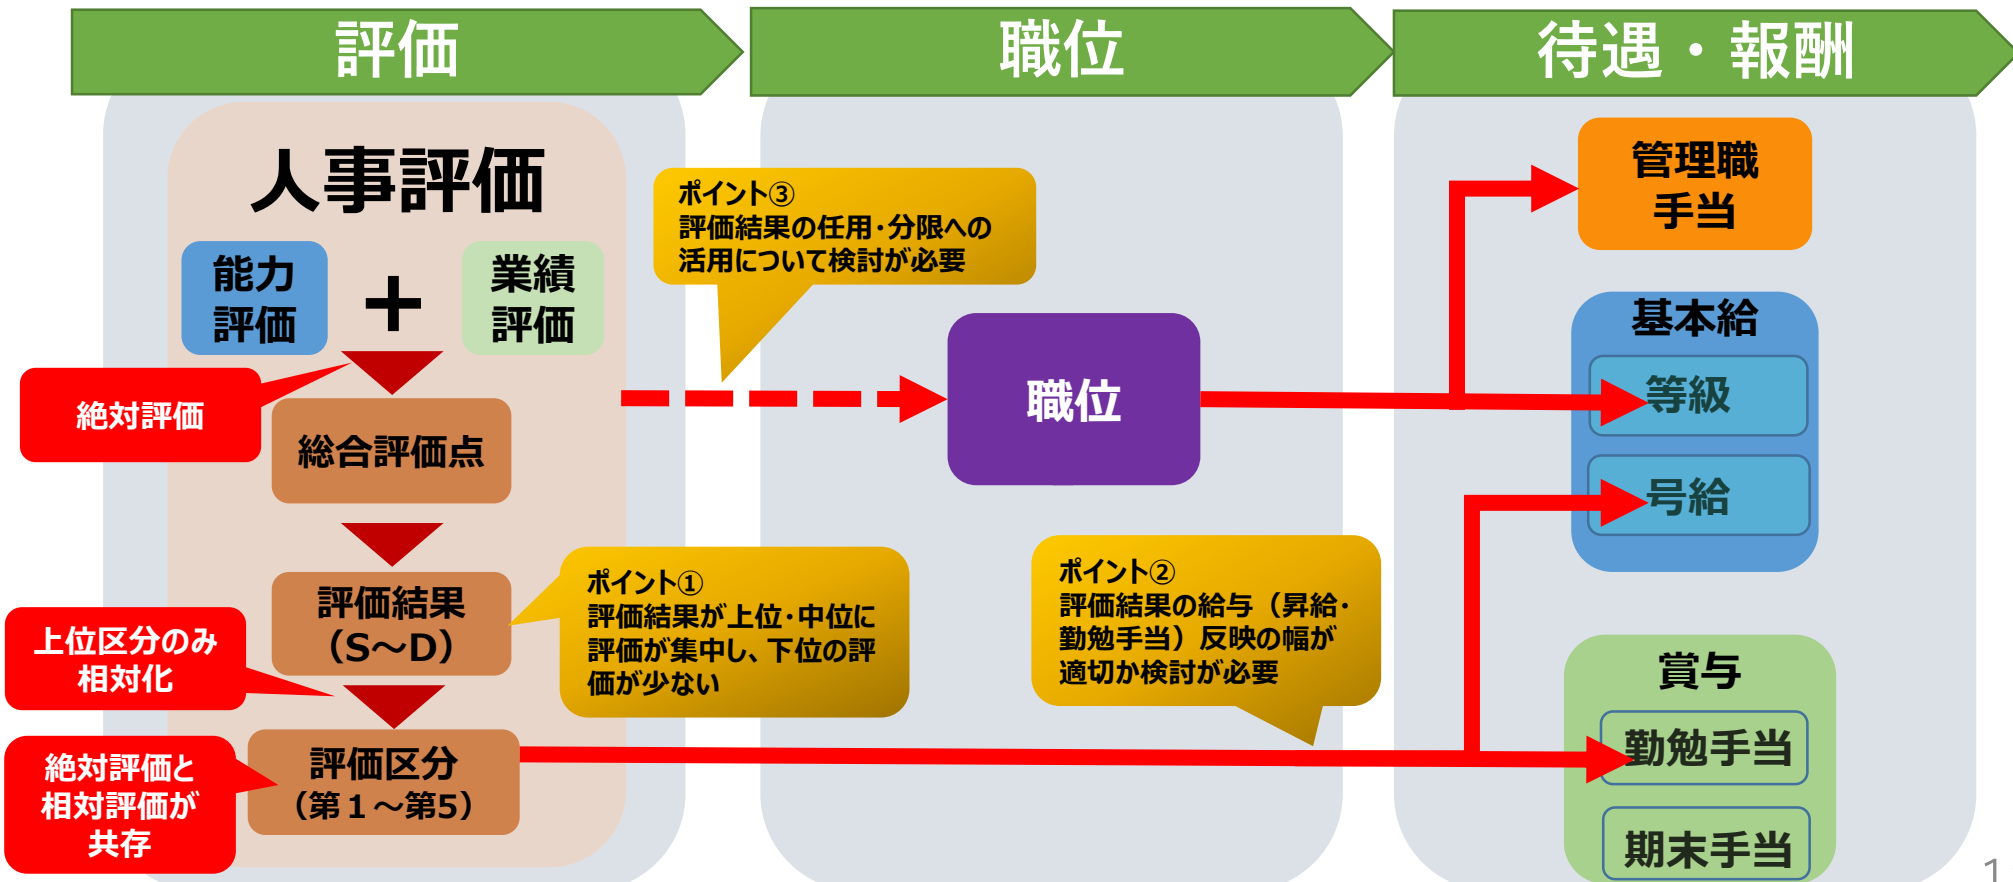 評価
職位
待遇・報酬
人事評価
能力
評価
＋
業績
評価
絶対評価
総合評価点
評価結果
（S～D）
上位区分のみ
相対化
評価区分
（第１～第5）
絶対評価と
相対評価が
共存
ポイント③
評価結果の任用・分限への
活用について検討が必要
ポイント①
評価結果が上位・中位に
評価が集中し、下位の評
価が少ない
職位
ポイント②
評価結果の給与（昇給・
勤勉手当）反映の幅が
適切か検討が必要
管理職
手当
基本給
等級
号給
賞与
勤勉手当
期末手当
1